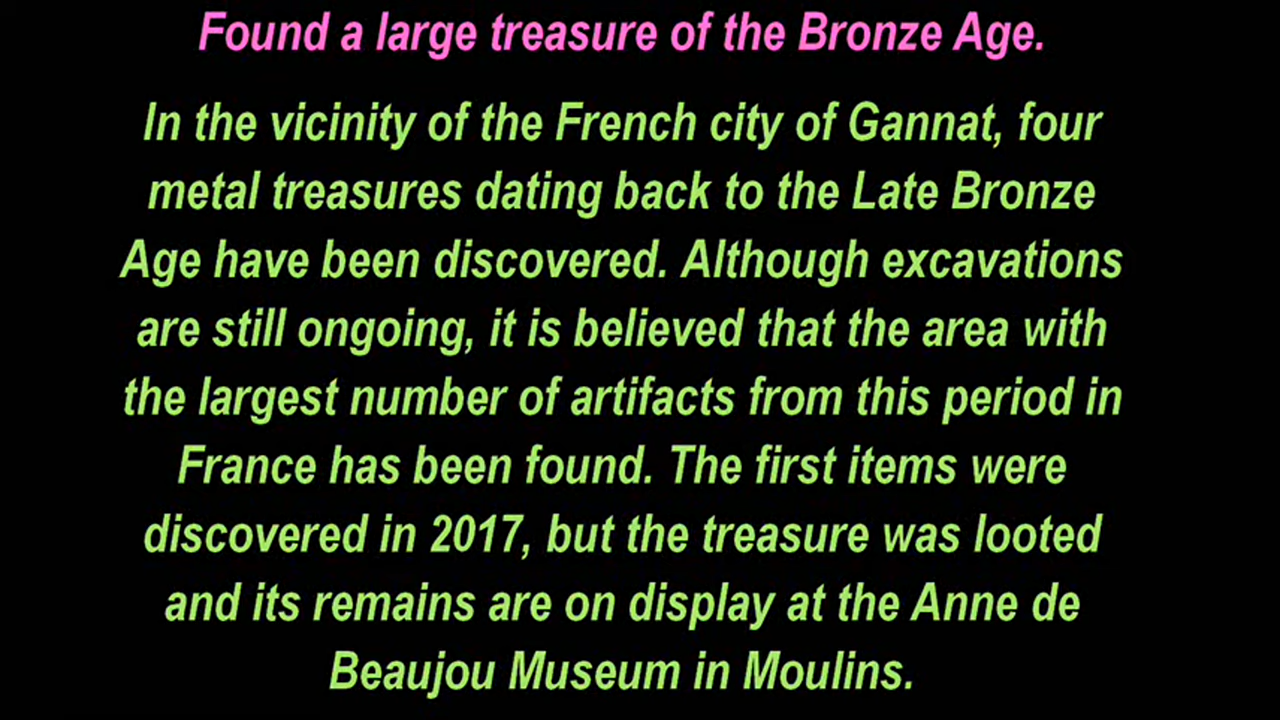 Found a large treasure of the Bronze Age.
In the vicinity of the French city of Gannat, four
metal treasures dating back to the Late Bronze
Age have been discovered. Although excavations
are still ongoing, it is believed that the area with
the largest number of artifacts from this period in
France has been found. The first items were
discovered in 2017, but the treasure was looted
and its remains are on display at the Anne de
Beaujou Museum in Moulins.